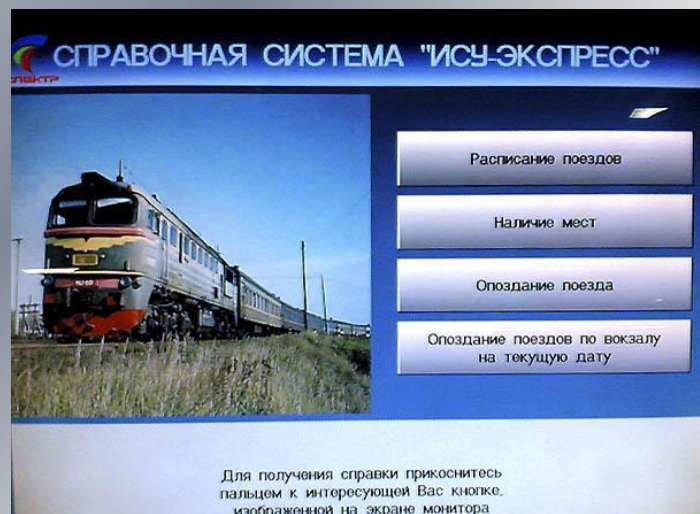 СПРАВОЧНАЯ СИСТЕМА "ИСУ-ЭКСПРЕСС"
СПЕКТР
Расписание поездов
Наличие мест
Опоздание поезда
Опоздание поездов по вокзалу
на текущую дату
Для получения справки прикоснитесь
пальцем к интересующей Вас кнопке,
изображенной на экране монитора